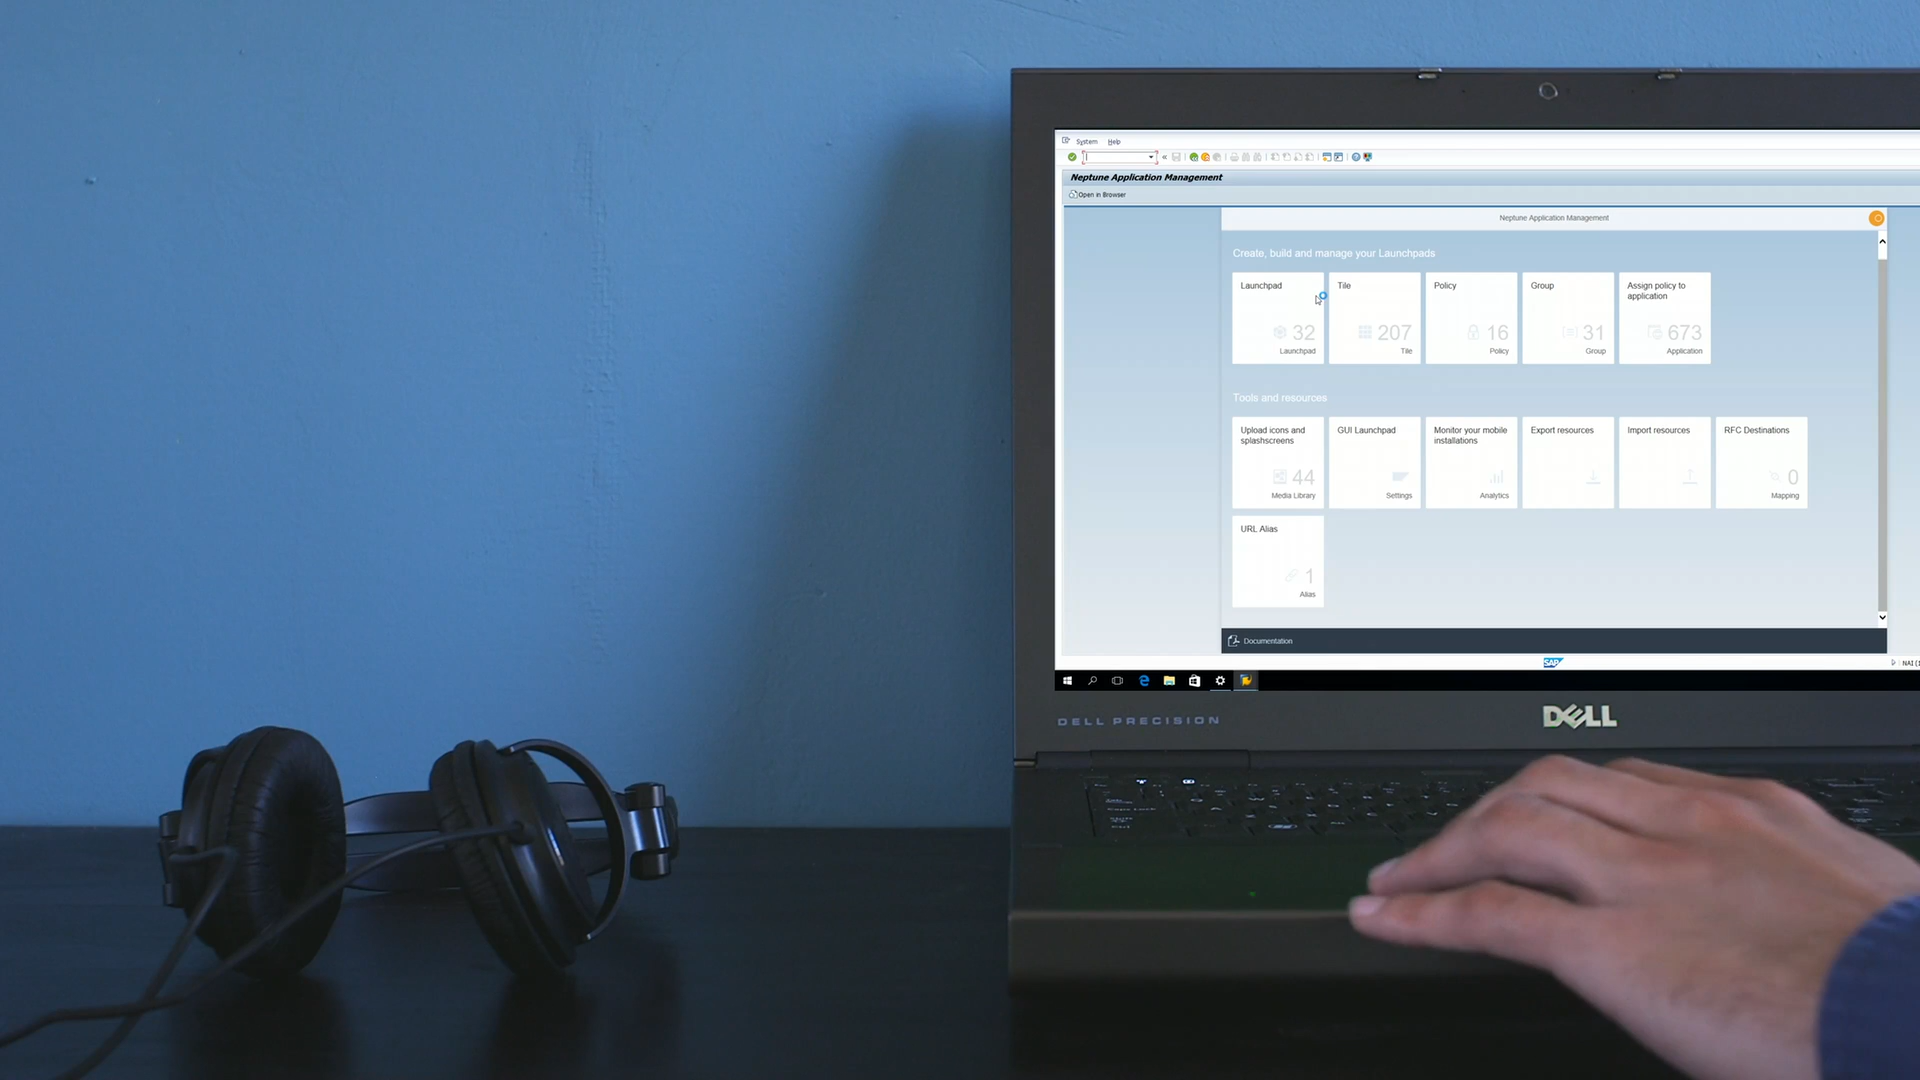 System Help
Neptune Application Management
Open in Browser
Neptune Application Management
Create, build and manage your Launchpads
Launchpad
32
Launchpad
Tile
207
Tile
Policy
16
Policy
Group
31
Group
Assign policy to
application
673
Application
Tools and resources
Upload icons and
splashscreens
44
Media Library
GUI Launchpad
Settings
Monitor your mobile
installations
Analytics
Export resources
Import resources
RFC Destinations
0
Mapping
URL Alias
1
Alias
Documentation
SAP
NAI (1
DELL PRECISION
DELL